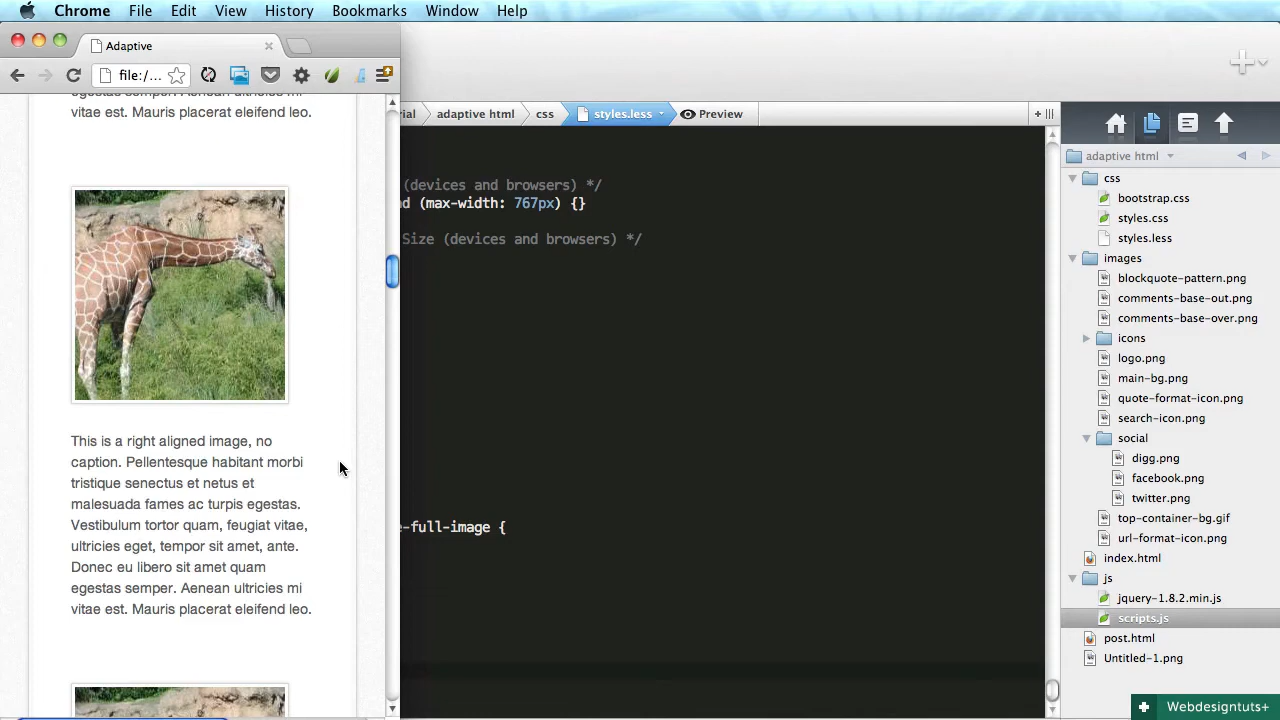 Chrome File Edit View History Bookmarks Window Help
Adaptive
file:/...
egestas semper. Aenean ultricies mi
vitae est. Mauris placerat eleifend leo.
This is a right aligned image, no
caption. Pellentesque habitant morbi
tristique senectus et netus et
malesuada fames ac turpis egestas.
Vestibulum tortor quam, feugiat vitae,
ultricies eget, tempor sit amet, ante.
Donec eu libero sit amet quam
egestas semper. Aenean ultricies mi
vitae est. Mauris placerat eleifend leo.
ial adaptive html css styles.less Preview
(devices and browsers) */
d (max-width: 767px) {}
Size (devices and browsers) */
-full-image {
adaptive html
css
bootstrap.css
styles.css
styles.less
images
blockquote-pattern.png
comments-base-out.png
comments-base-over.png
icons
logo.png
main-bg.png
quote-format-icon.png
search-icon.png
social
digg.png
facebook.png
twitter.png
top-container-bg.gif
url-format-icon.png
index.html
js
jquery-1.8.2.min.js
scripts.js
post.html
Untitled-1.png
Webdesigntuts+